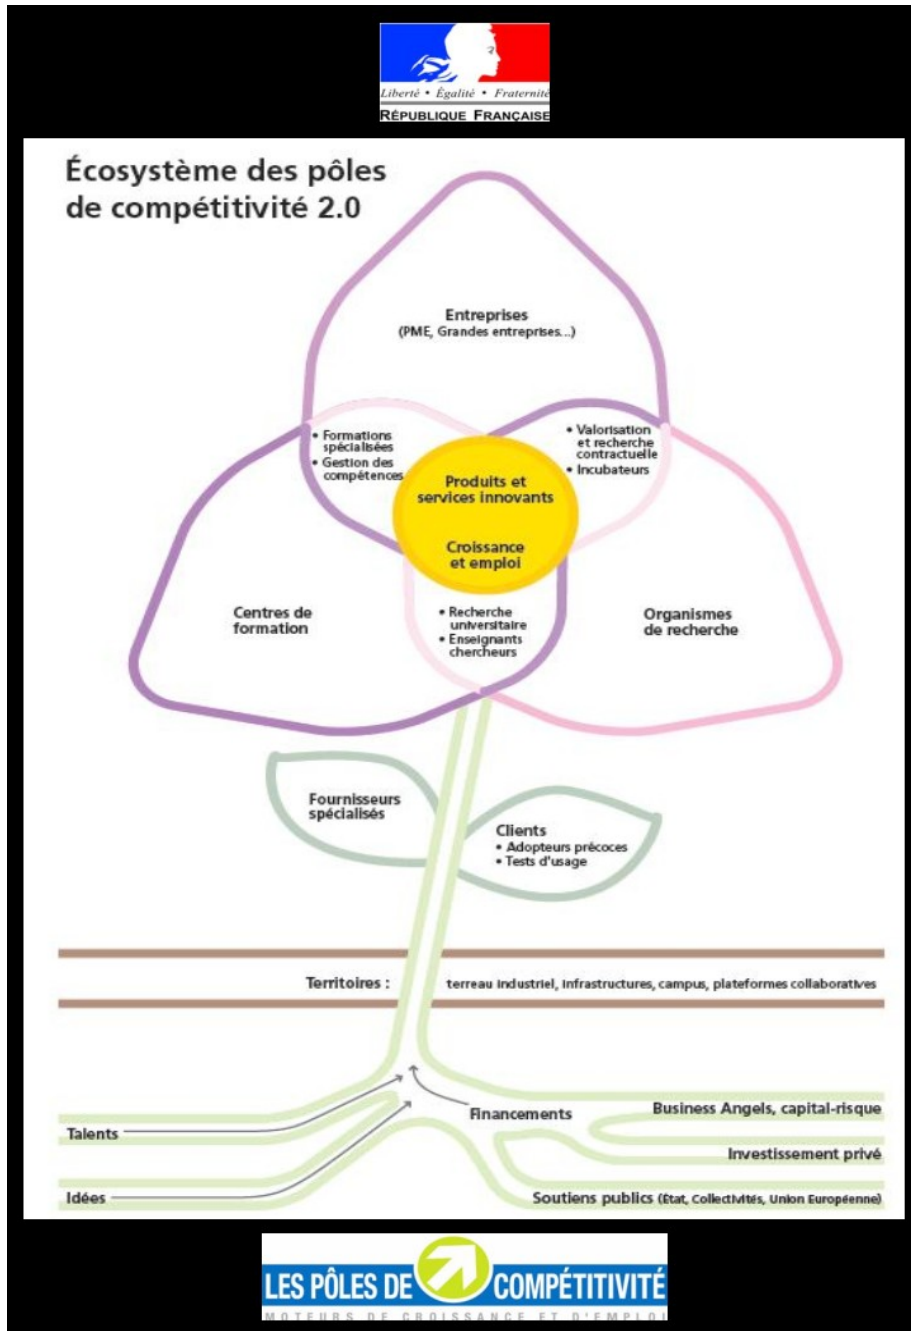 Liberté • Égalité • Fraternité
RÉPUBLIQUE FRANÇAISE
Écosystème des pôles
de compétitivité 2.0
Entreprises
(PME, Grandes entreprises...)
• Formations
spécialisées
• Gestion des
compétences
• Valorisation
et recherche
contractuelle
• Incubateurs
Produits et
services innovants
Croissance
et emploi
Centres de
formation
• Recherche
universitaire
• Enseignants
chercheurs
Organismes
de recherche
Fournisseurs
spécialisés
Clients
• Adopteurs précoces
• Tests d'usage
Territoires : terreau industriel, infrastructures, campus, plateformes collaboratives
Financements
Business Angels, capital-risque
Talents
Investissement privé
Idées
Soutiens publics (État, Collectivités, Union Européenne)
LES PÔLES DE COMPÉTITIVITÉ
MOTEURS DE CROISSANCE ET D'EMPLOI